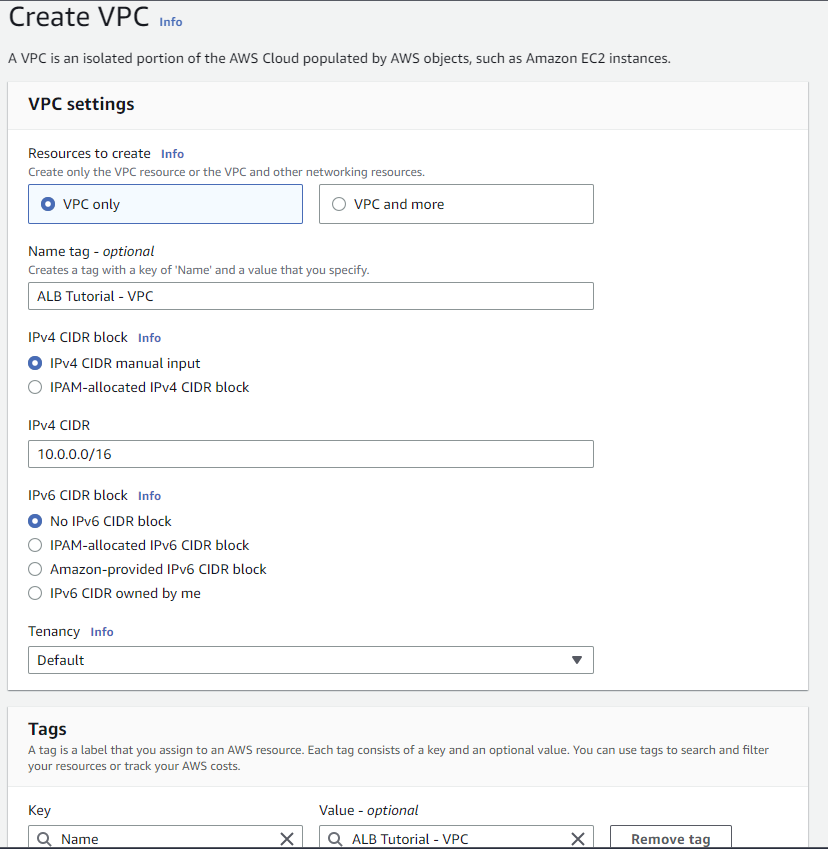 Create VPC Info
A VPC is an isolated portion of the AWS Cloud populated by AWS objects, such as Amazon EC2 instances.
VPC settings
Resources to create Info
Create only the VPC resource or the VPC and other networking resources.
VPC only
VPC and more
Name tag - optional
Creates a tag with a key of 'Name' and a value that you specify.
ALB Tutorial - VPC
IPv4 CIDR block Info
IPv4 CIDR manual input
IPAM-allocated IPv4 CIDR block
IPv4 CIDR
10.0.0.0/16
IPv6 CIDR block Info
No IPv6 CIDR block
IPAM-allocated IPv6 CIDR block
Amazon-provided IPv6 CIDR block
IPv6 CIDR owned by me
Tenancy Info
Default
Tags
A tag is a label that you assign to an AWS resource. Each tag consists of a key and an optional value. You can use tags to search and filter
your resources or track your AWS costs.
Key
Value - optional
Name
ALB Tutorial - VPC
Remove tag